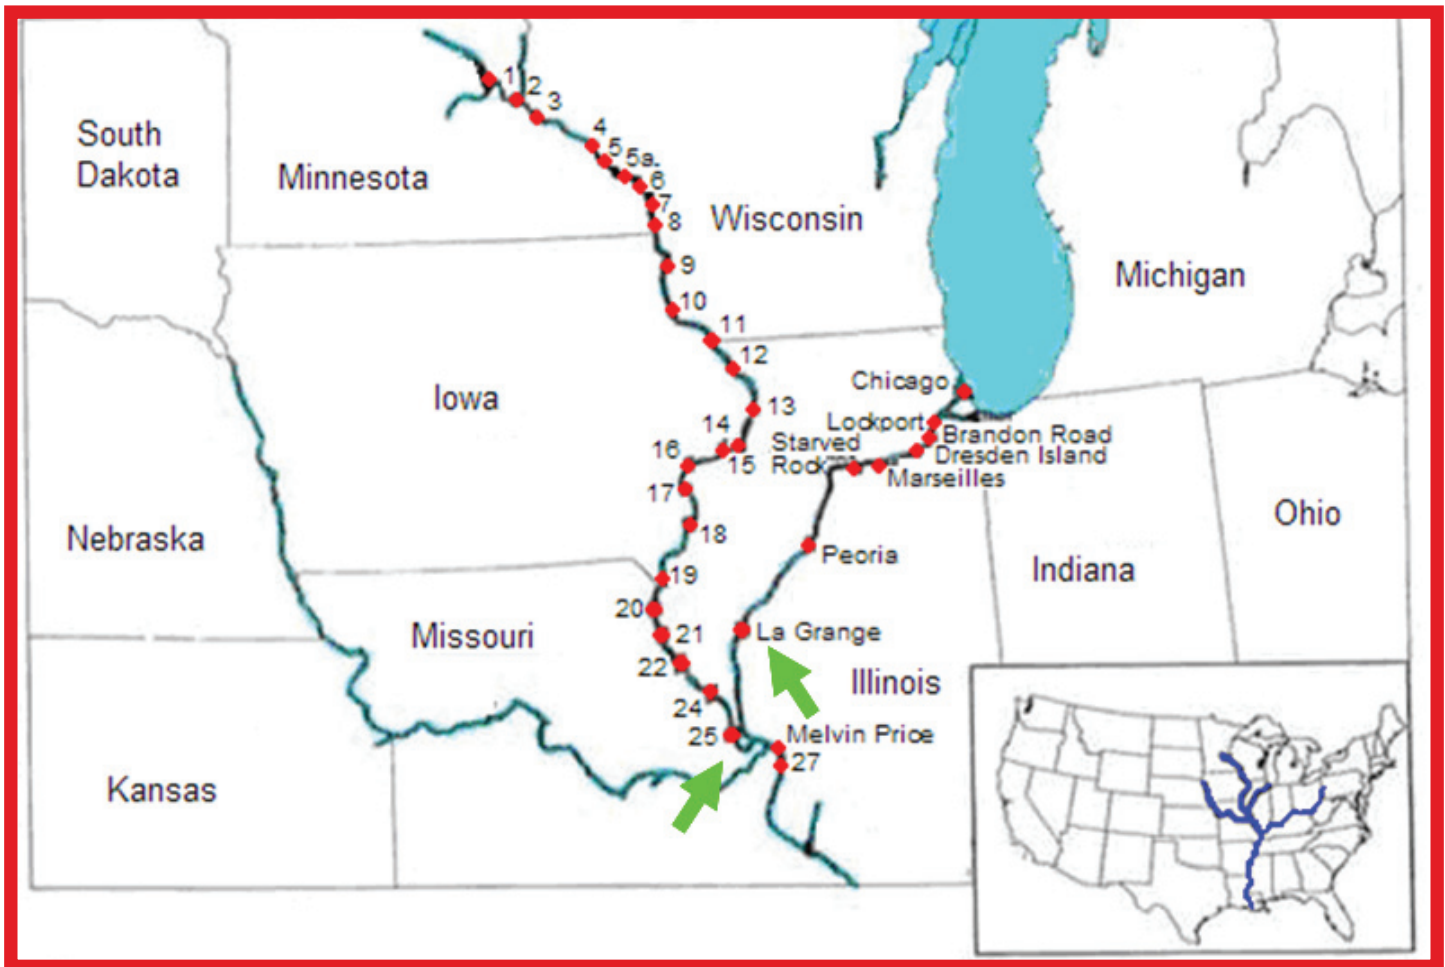 1
2
3
4
5
5a.
6
7
8
9
10
11
12
13
14
15
16
17
18
19
20
21
22
24
25
27
South
Dakota
Minnesota
Wisconsin
Michigan
Iowa
Nebraska
Missouri
Kansas
Illinois
Indiana
Ohio
Chicago
Lockport
Brandon Road
Dresden Island
Marseilles
Starved
Rock
Peoria
La Grange
Melvin Price